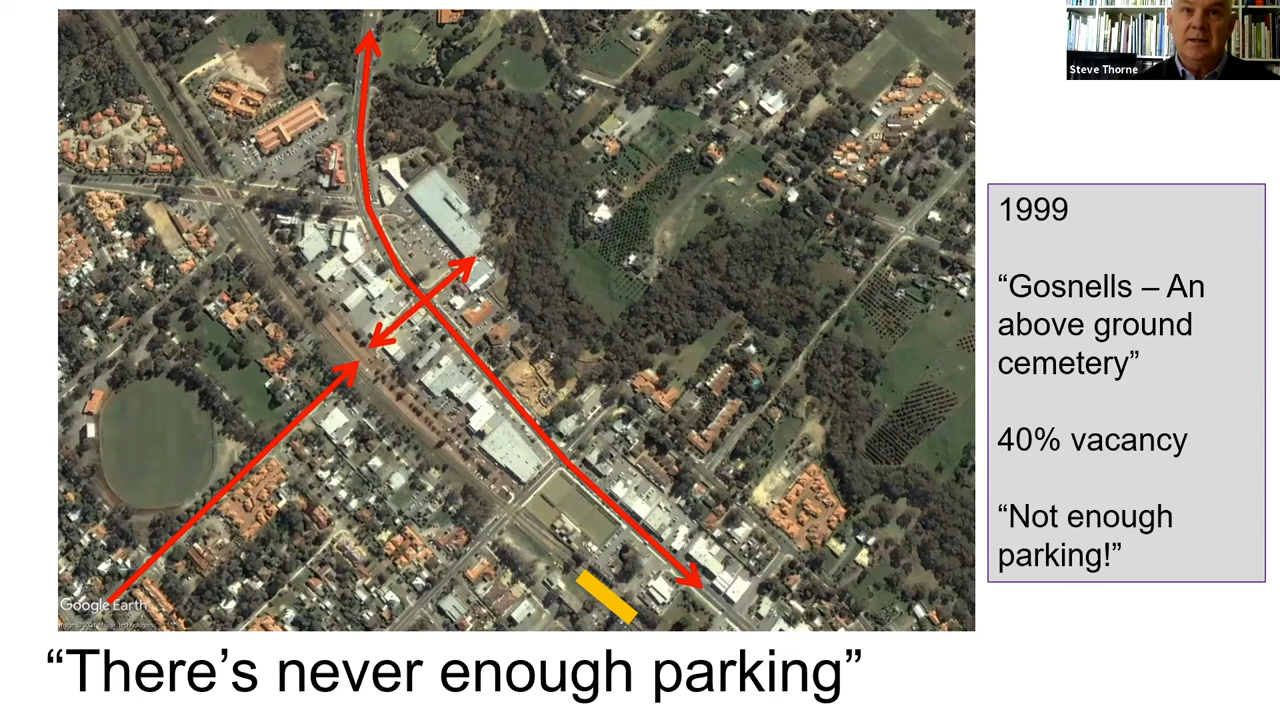 Steve Thorne
1999
“Gosnells – An
above ground
cemetery”
40% vacancy
“Not enough
parking!”
Google Earth
“There’s never enough parking”